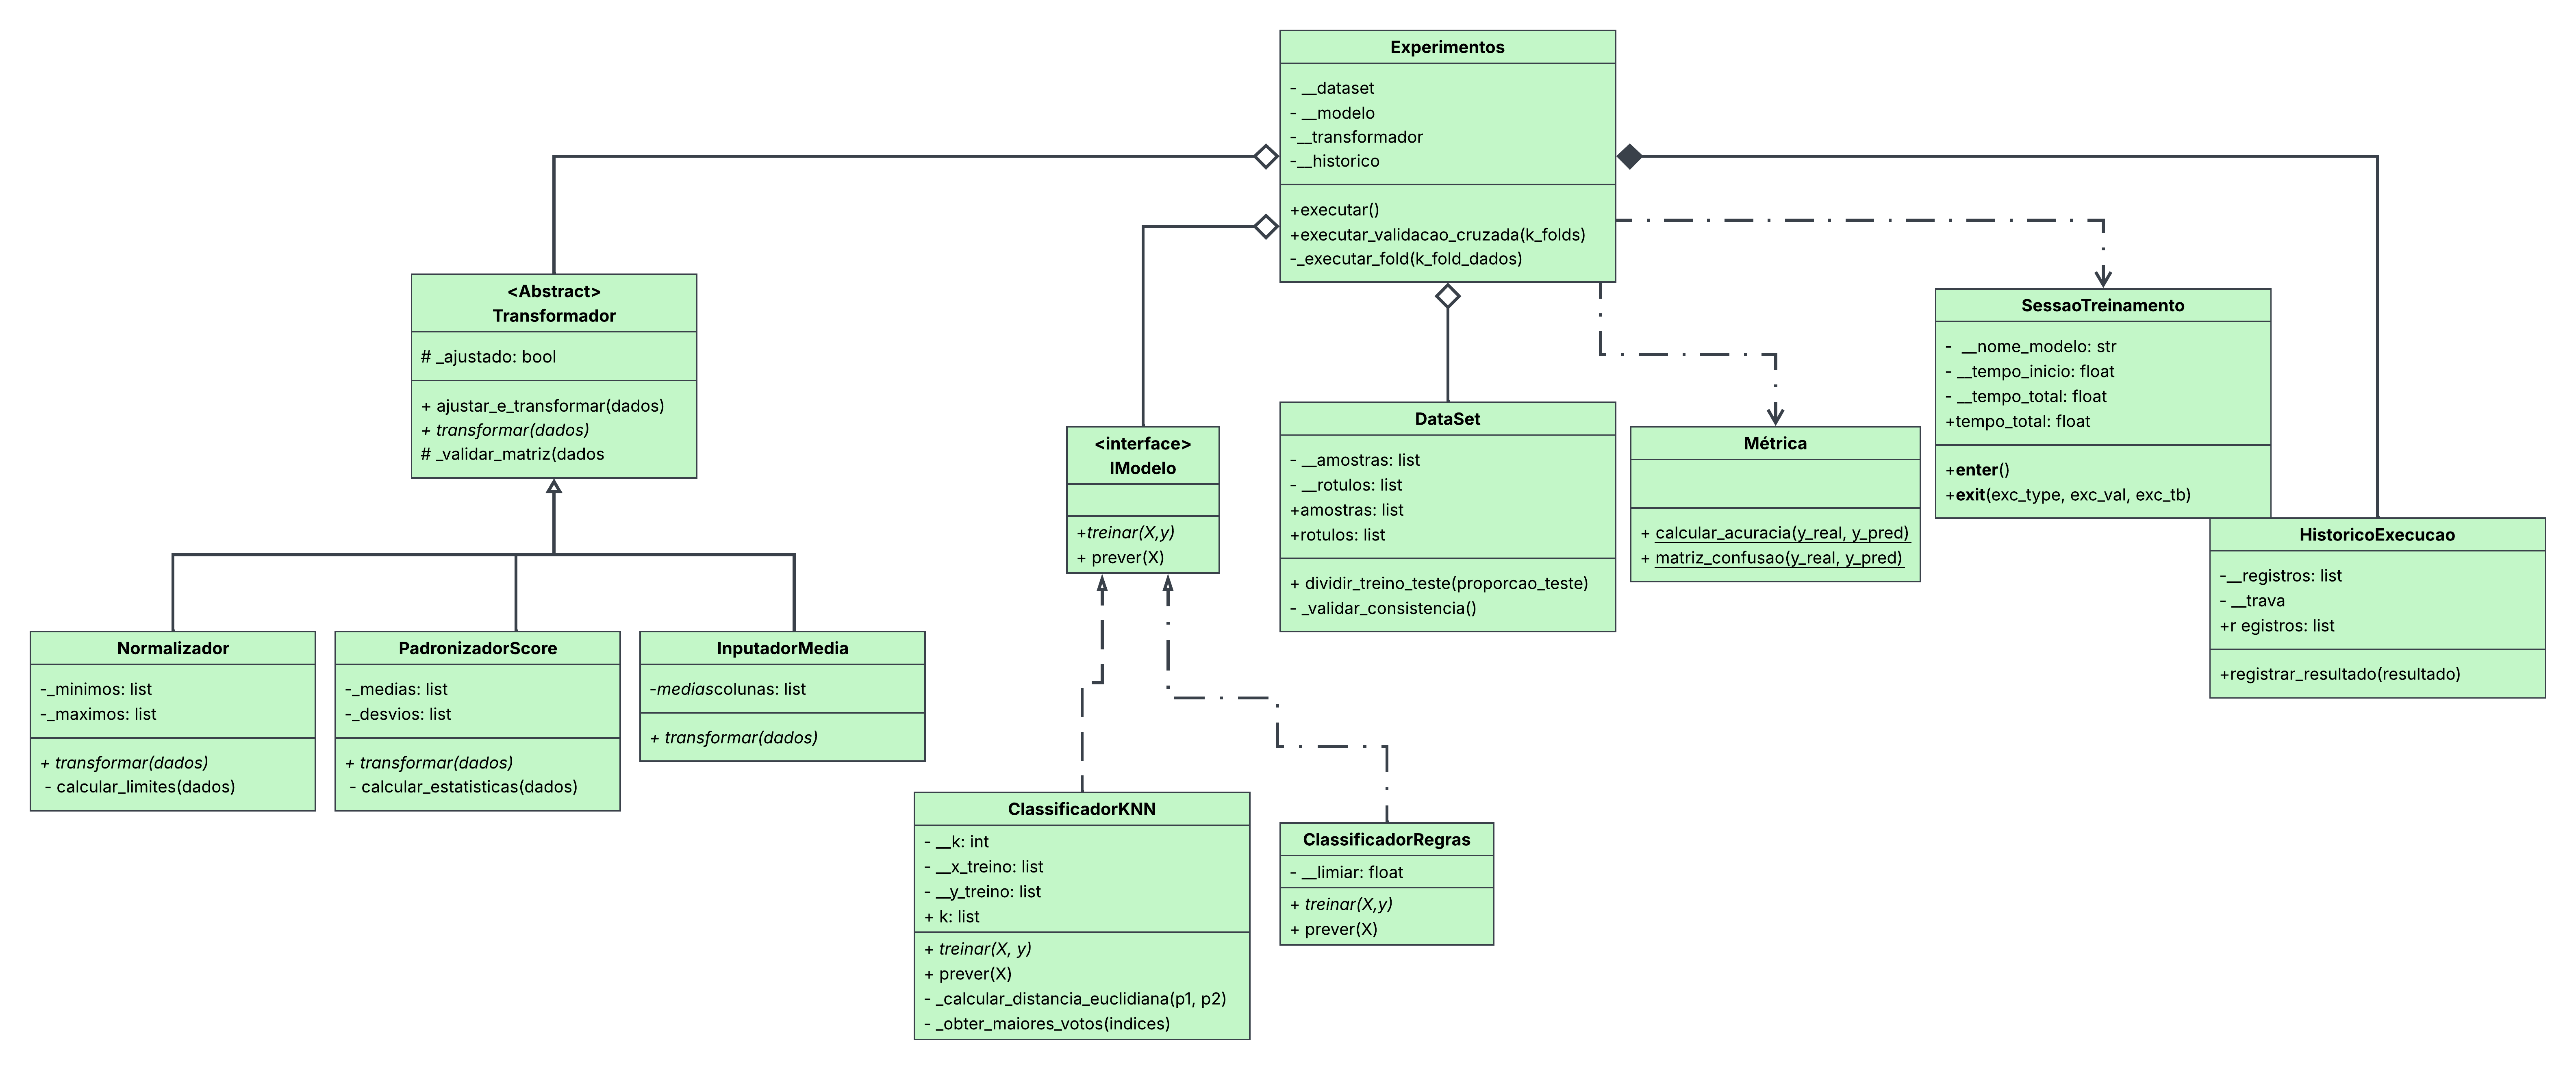 Experimentos
- __dataset
- __modelo
-__transformador
-__historico
+executar()
+executar_validacao_cruzada(k_folds)
-_executar_fold(k_fold_dados)
<Abstract>
Transformador
# _ajustado: bool
+ ajustar_e_transformar(dados)
+ transformar(dados)
# _validar_matriz(dados
<interface>
IModelo
+treinar(X,y)
+ prever(X)
DataSet
- __amostras: list
- __rotulos: list
+amostras: list
+rotulos: list
+ dividir_treino_teste(proporcao_teste)
- _validar_consistencia()
Métrica
+ calcular_acuracia(y_real, y_pred)
+ matriz_confusao(y_real, y_pred)
SessaoTreinamento
- __nome_modelo: str
- __tempo_inicio: float
- __tempo_total: float
+tempo_total: float
+enter()
+exit(exc_type, exc_val, exc_tb)
HistoricoExecucao
-__registros: list
- __trava
+r egistros: list
+registrar_resultado(resultado)
Normalizador
-_minimos: list
-_maximos: list
+ transformar(dados)
- calcular_limites(dados)
PadronizadorScore
-_medias: list
-_desvios: list
+ transformar(dados)
- calcular_estatisticas(dados)
InputadorMedia
-mediascolunas: list
+ transformar(dados)
ClassificadorKNN
- __k: int
- __x_treino: list
- __y_treino: list
+ k: list
+ treinar(X, y)
+ prever(X)
- _calcular_distancia_euclidiana(p1, p2)
- _obter_maiores_votos(indices)
ClassificadorRegras
- __limiar: float
+ treinar(X,y)
+ prever(X)